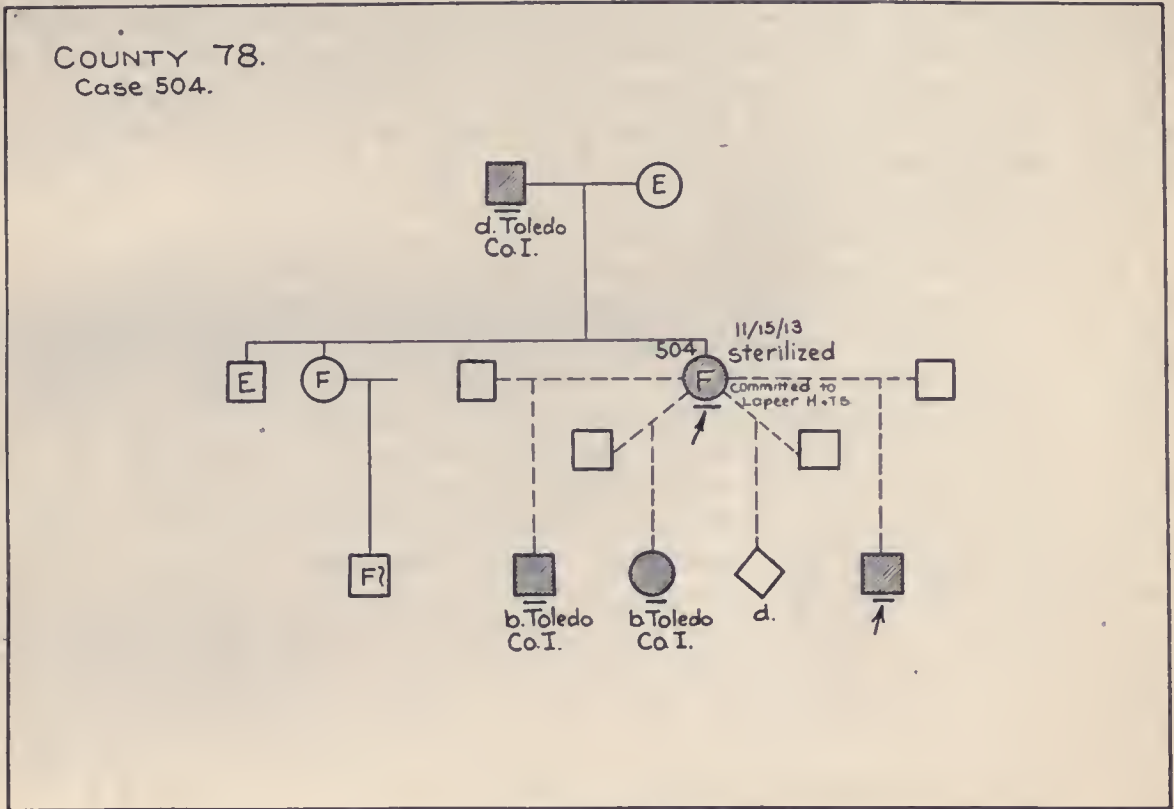 COUNTY 78.
Case 504.
E
d. Toledo
Co. I.
11/15/13
504 sterilized
E
F
F
committed to
Lapeer H.&T.B.
F?
b. Toledo
Co. I.
b. Toledo
Co. I.
d.